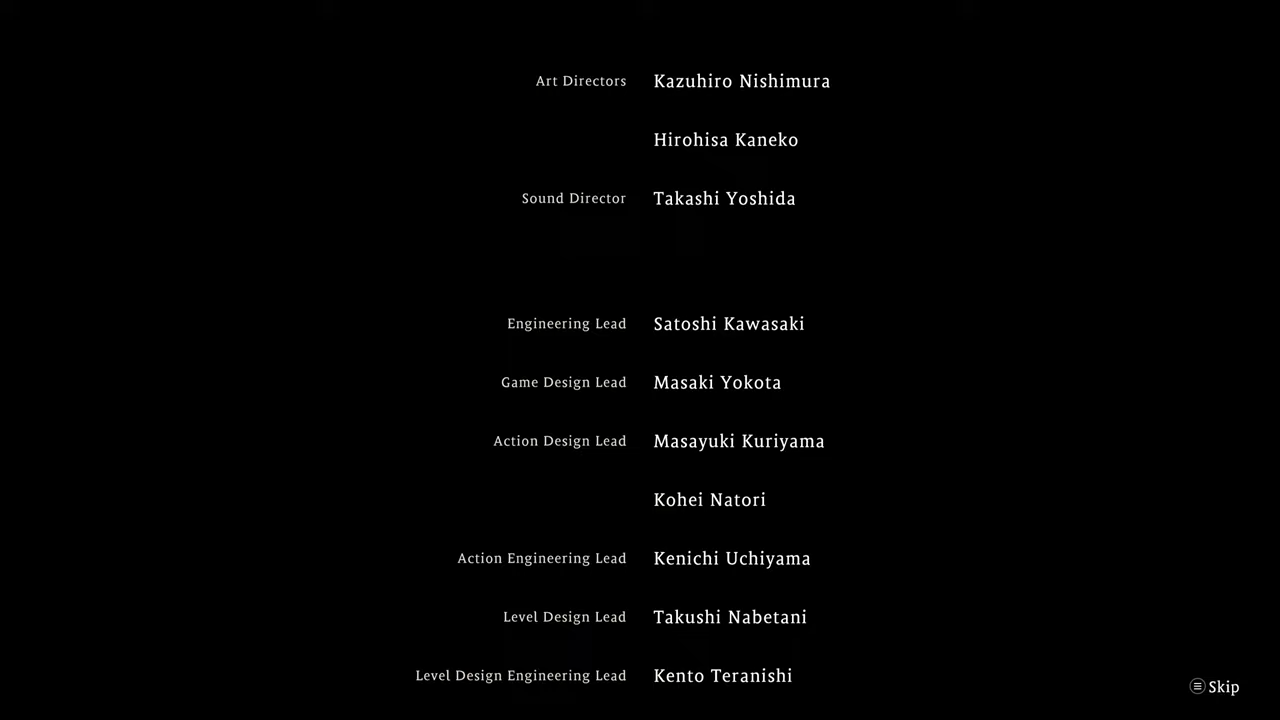 Art Directors Kazuhiro Nishimura
Hirohisa Kaneko
Sound Director Takashi Yoshida
Engineering Lead Satoshi Kawasaki
Game Design Lead Masaki Yokota
Action Design Lead Masayuki Kuriyama
Kohei Natori
Action Engineering Lead Kenichi Uchiyama
Level Design Lead Takushi Nabetani
Level Design Engineering Lead Kento Teranishi
Skip